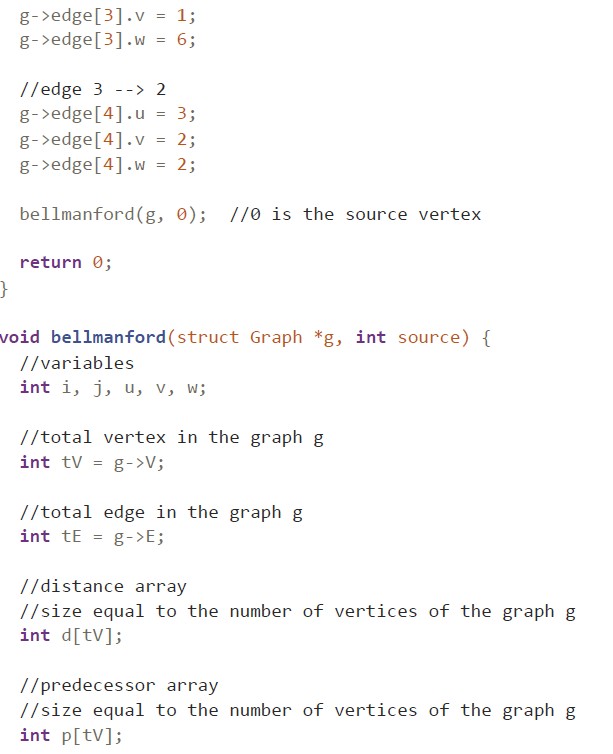 g->edge[3].v = 1;
g->edge[3].w = 6;
//edge 3 --> 2
g->edge[4].u = 3;
g->edge[4].v = 2;
g->edge[4].w = 2;
bellmanford(g, 0);  //0 is the source vertex
return 0;
}
void bellmanford(struct Graph *g, int source) {
//variables
int i, j, u, v, w;
//total vertex in the graph g
int tV = g->V;
//total edge in the graph g
int tE = g->E;
//distance array
//size equal to the number of vertices of the graph g
int d[tV];
//predecessor array
//size equal to the number of vertices of the graph g
int p[tV];